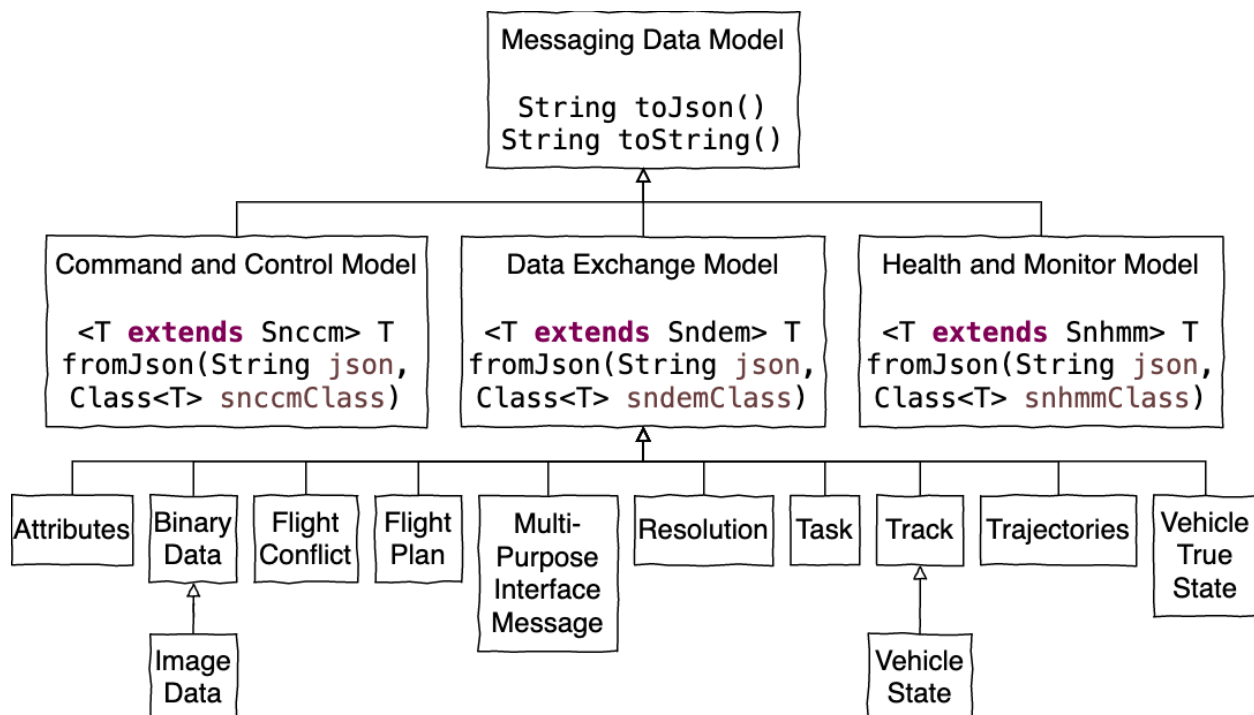 Messaging Data Model
String toJson()
String toString()
Command and Control Model
<T extends Snccm> T
fromJson(String json,
Class<T> snccmClass)
Data Exchange Model
<T extends Sndem> T
fromJson(String json,
Class<T> sndemClass)
Health and Monitor Model
<T extends Snhmm> T
fromJson(String json,
Class<T> snhmmClass)
Attributes
Binary
Data
Flight
Conflict
Flight
Plan
Multi-
Purpose
Interface
Message
Resolution
Task
Track
Trajectories
Vehicle
True
State
Image
Data
Vehicle
State